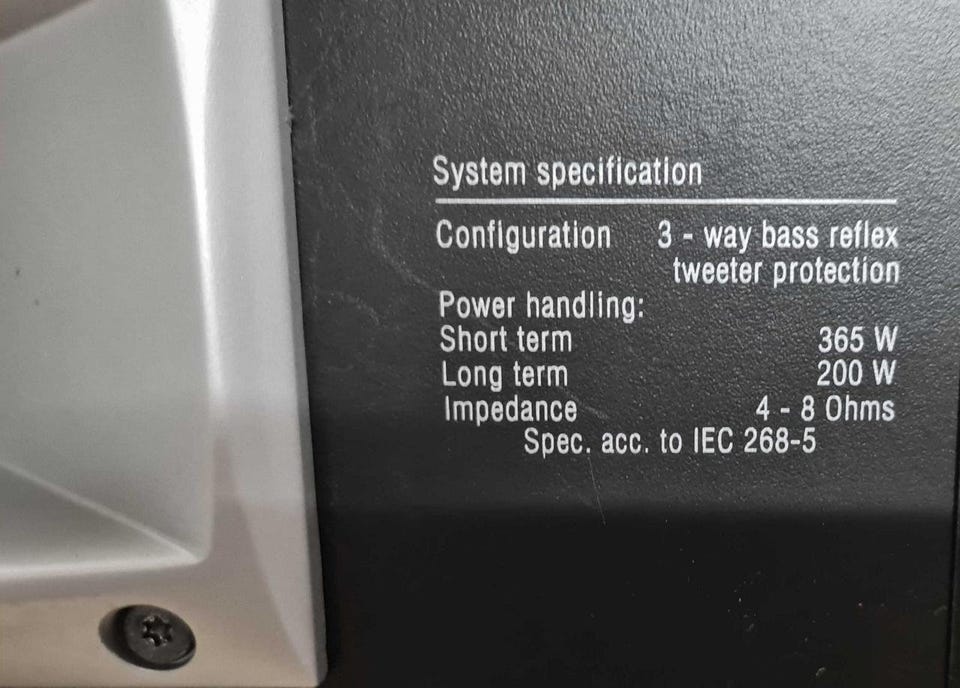 System specification
Configuration 3 - way bass reflex
tweeter protection
Power handling:
Short term 365 W
Long term 200 W
Impedance 4 - 8 Ohms
Spec. acc. to IEC 268-5